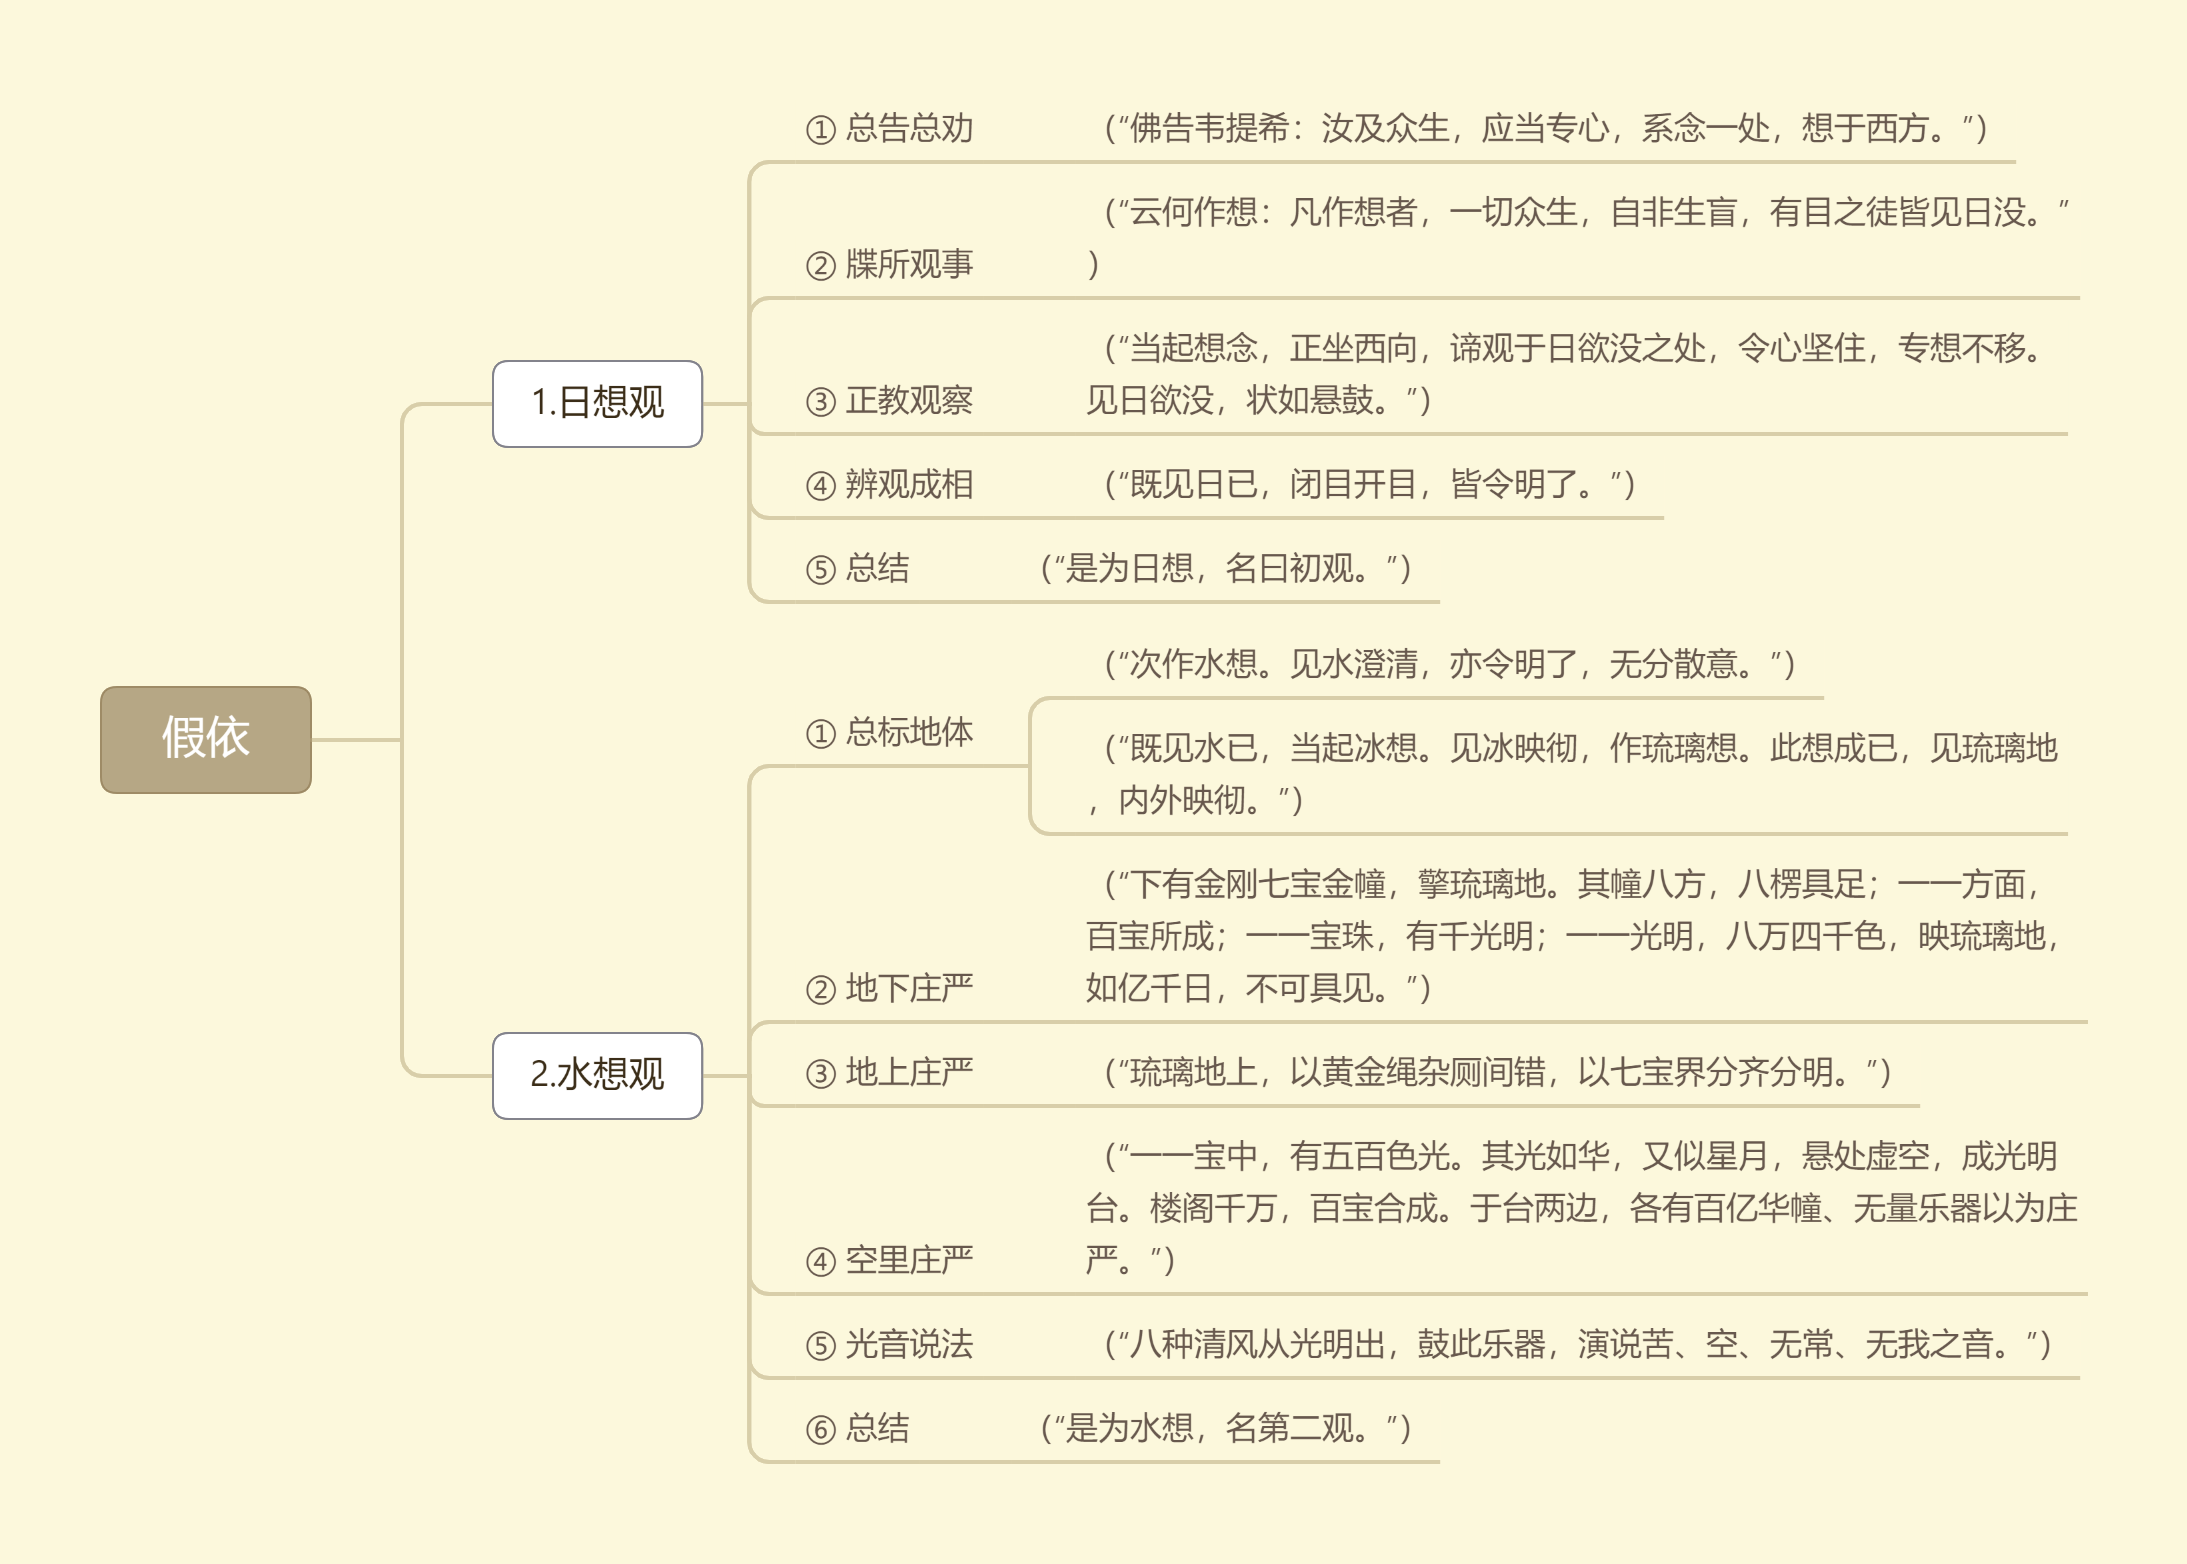 假依
1.日想观
① 总告总劝
（“佛告韦提希：汝及众生，应当专心，系念一处，想于西方。”）
② 牒所观事
（“云何作想：凡作想者，一切众生，自非生盲，有目之徒皆见日没。”
）
③ 正教观察
（“当起想念，正坐西向，谛观于日欲没之处，令心坚住，专想不移。
见日欲没，状如悬鼓。”）
④ 辨观成相
（“既见日已，闭目开目，皆令明了。”）
⑤ 总结
（“是为日想，名曰初观。”）
2.水想观
① 总标地体
（“次作水想。见水澄清，亦令明了，无分散意。”）
（“既见水已，当起冰想。见冰映彻，作琉璃想。此想成已，见琉璃地
，内外映彻。”）
② 地下庄严
（“下有金刚七宝金幢，擎琉璃地。其幢八方，八楞具足；一一方面，
百宝所成；一一宝珠，有千光明；一一光明，八万四千色，映琉璃地，
如亿千日，不可具见。”）
③ 地上庄严
（“琉璃地上，以黄金绳杂厕间错，以七宝界分齐分明。”）
④ 空里庄严
（“一一宝中，有五百色光。其光如华，又似星月，悬处虚空，成光明
台。楼阁千万，百宝合成。于台两边，各有百亿华幢、无量乐器以为庄
严。”）
⑤ 光音说法
（“八种清风从光明出，鼓此乐器，演说苦、空、无常、无我之音。”）
⑥ 总结
（“是为水想，名第二观。”）